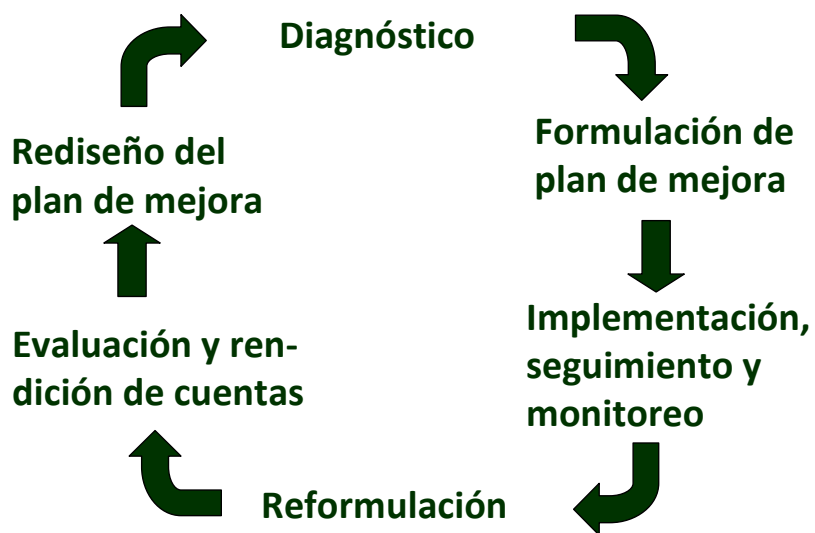 Diagnóstico
Formulación de
plan de mejora
Implementación,
seguimiento y
monitoreo
Reformulación
Evaluación y ren-
dición de cuentas
Rediseño del
plan de mejora